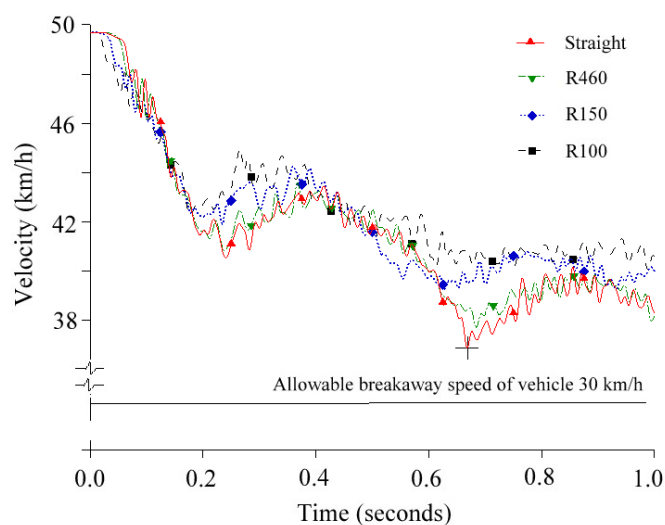 50
46
42
38
Velocity (km/h)
Straight
R460
R150
R100
Allowable breakaway speed of vehicle 30 km/h
0.0 0.2 0.4 0.6 0.8 1.0
Time (seconds)